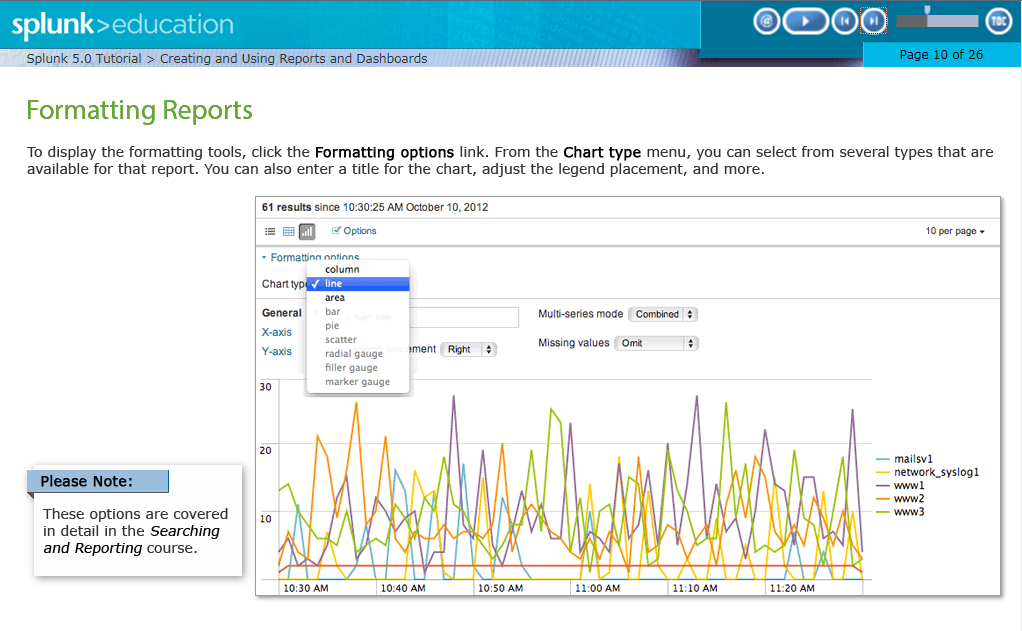 splunk>education
TOC
Splunk 5.0 Tutorial > Creating and Using Reports and Dashboards
Page 10 of 26
Formatting Reports
To display the formatting tools, click the Formatting options link. From the Chart type menu, you can select from several types that are
available for that report. You can also enter a title for the chart, adjust the legend placement, and more.
61 results since 10:30:25 AM October 10, 2012
Options
10 per page
Formatting options
Chart type
column
line
area
bar
pie
scatter
radial gauge
filler gauge
marker gauge
General
X-axis
Y-axis
Right
Multi-series mode Combined
Missing values Omit
30
20
10
10:30 AM 10:40 AM 10:50 AM 11:00 AM 11:10 AM 11:20 AM
mailsv1
network_syslog1
www1
www2
www3
Please Note:
These options are covered
in detail in the Searching
and Reporting course.